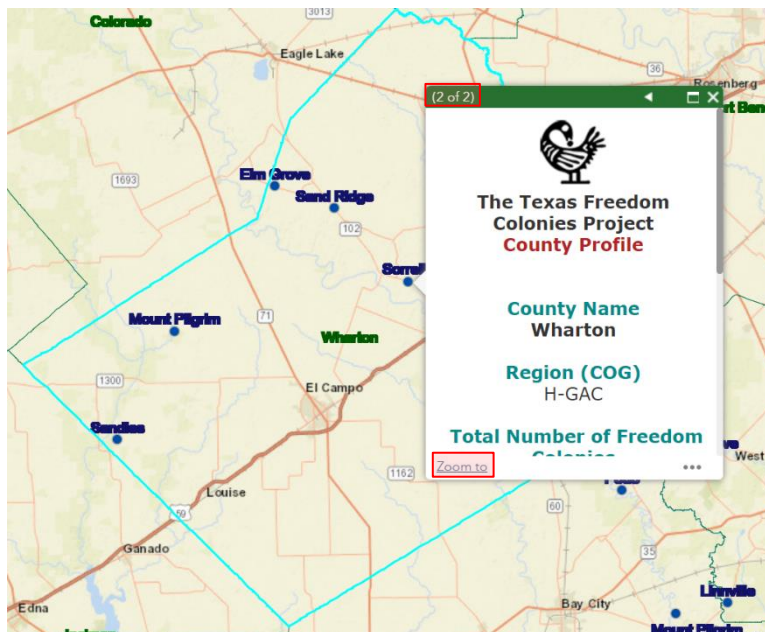 Colorado
3013
Eagle Lake
36
Rosenberg
(2 of 2)
The Texas Freedom
Colonies Project
County Profile
County Name
Wharton
Region (COG)
H-GAC
Total Number of Freedom
Colonies
Zoom to
1693
Elm Grove
Sand Ridge
102
Mount Pilgrim
71
Wharton
1300
El Campo
Sandies
1162
West
Louise
59
60
Ganado
35
Edna
Bay City
Linnville
Mount Pilgrim